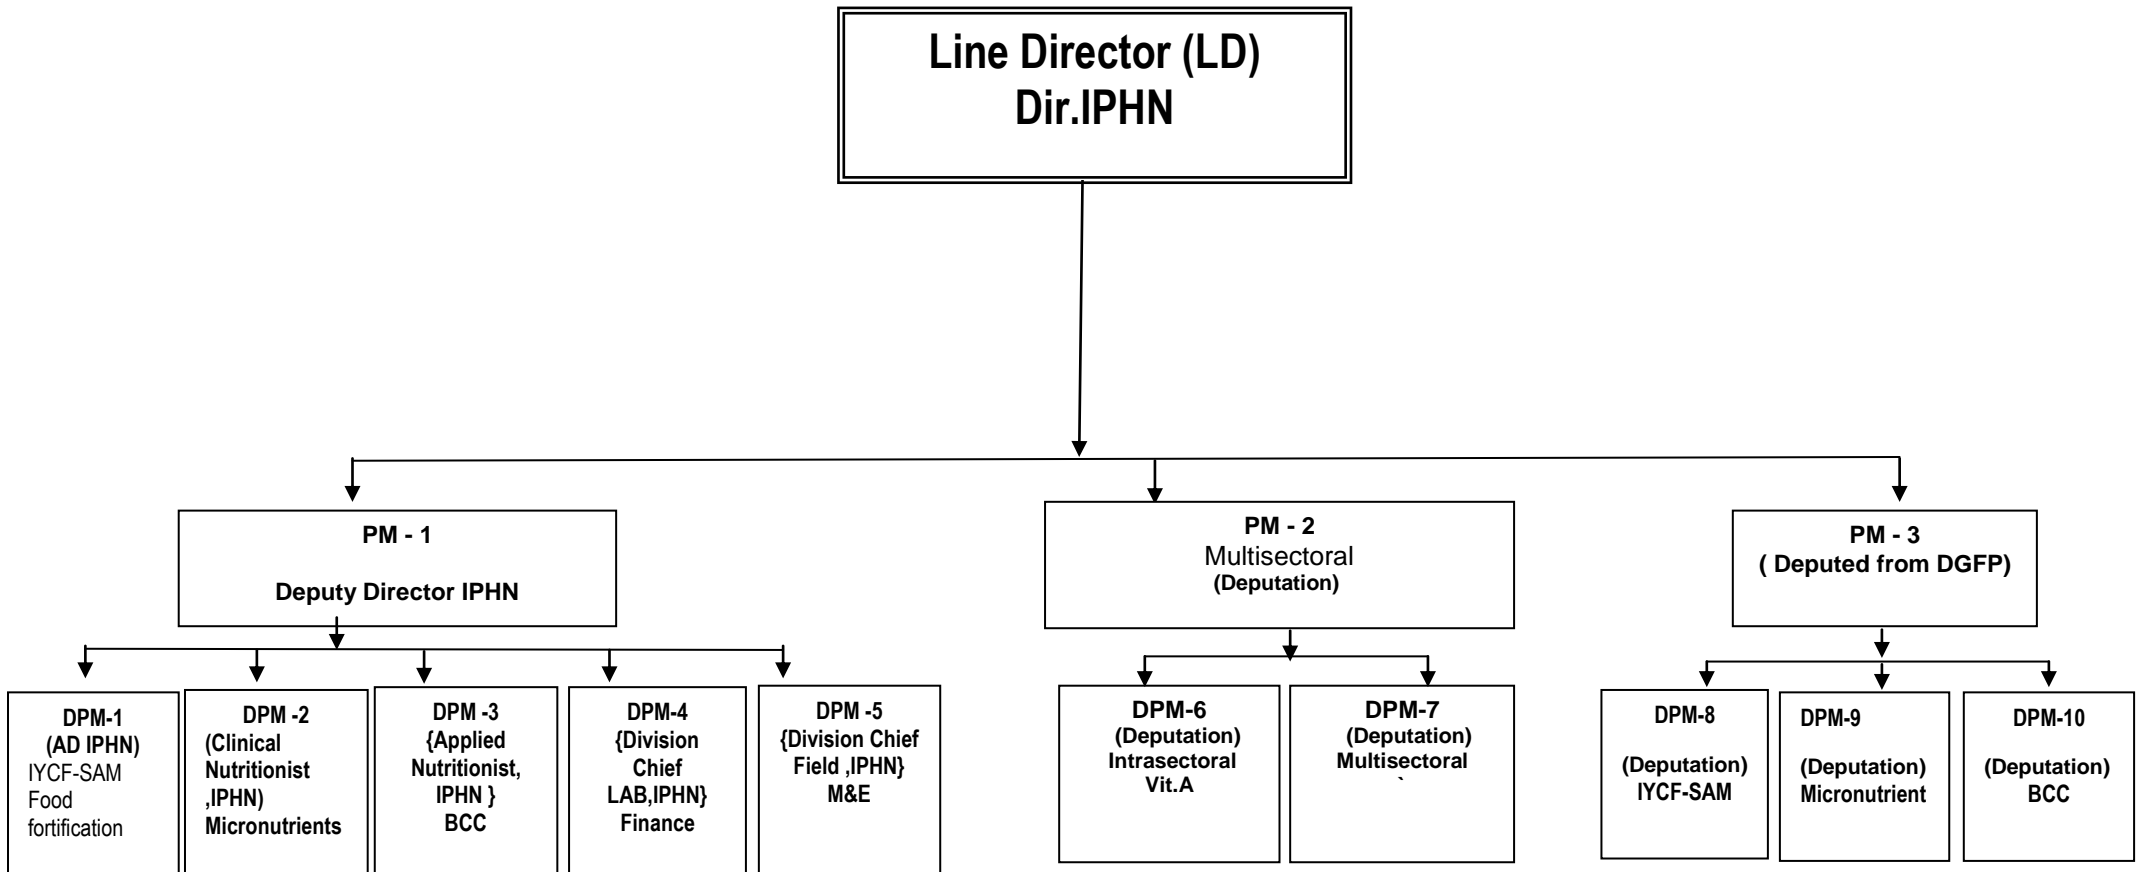 Line Director (LD)
Dir.IPHN
PM - 1
Deputy Director IPHN
PM - 2
Multisectoral
(Deputation)
PM - 3
( Deputed from DGFP)
DPM-1
(AD IPHN)
IYCF-SAM
Food
fortification
DPM -2
(Clinical
Nutritionist
,IPHN)
Micronutrients
DPM -3
{Applied
Nutritionist,
IPHN }
BCC
DPM-4
{Division
Chief
LAB,IPHN}
Finance
DPM -5
{Division Chief
Field ,IPHN}
M&E
DPM-6
(Deputation)
Intrasectoral
Vit.A
DPM-7
(Deputation)
Multisectoral
`
DPM-8
(Deputation)
IYCF-SAM
DPM-9
(Deputation)
Micronutrient
DPM-10
(Deputation)
BCC